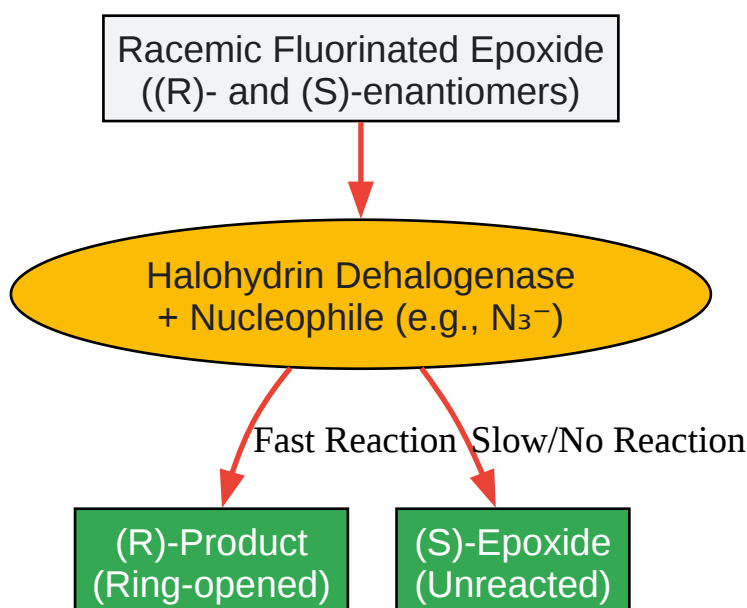 Racemic Fluorinated Epoxide
((R)- and (S)-enantiomers)
Halohydrin Dehalogenase
+ Nucleophile (e.g., N₃⁻)
Fast Reaction
Slow/No Reaction
(R)-Product
(Ring-opened)
(S)-Epoxide
(Unreacted)